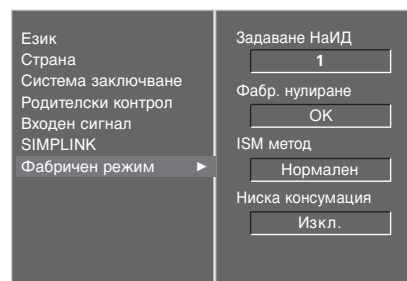 Език
Страна
Система заключване
Родителски контрол
Входен сигнал
SIMPLINK
Фабричен режим ►
Задаване НаИД
1
Фабр. нулиране
ОК
ISM метод
Нормален
Ниска консумация
Изкл.